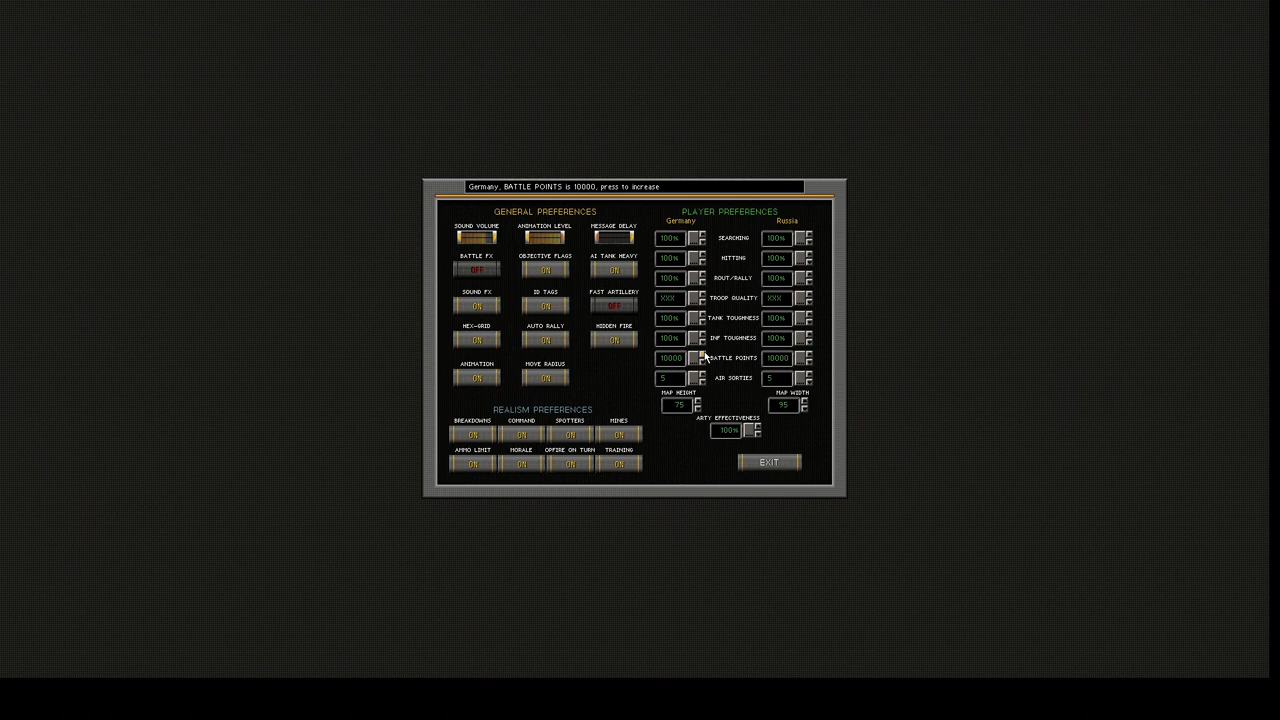 Germany, BATTLE POINTS is 10000, press to increase
GENERAL PREFERENCES
SOUND VOLUME ANIMATION LEVEL MESSAGE DELAY
BATTLE FX OBJECTIVE FLAGS AI TANK HEAVY
OFF ON ON
SOUND FX ID TAGS FAST ARTILLERY
ON ON OFF
HEX-GRID AUTO RALLY HIDDEN FIRE
ON ON ON
ANIMATION MOVE RADIUS
ON ON
REALISM PREFERENCES
BREAKDOWNS COMMAND SPOTTERS MINES
ON ON ON ON
AMMO LIMIT MORALE OPFIRE ON TURN TRAINING
ON ON ON ON
PLAYER PREFERENCES
Germany Russia
100% SEARCHING 100%
100% HITTING 100%
100% ROUT/RALLY 100%
XXX TROOP QUALITY XXX
100% TANK TOUGHNESS 100%
100% INF TOUGHNESS 100%
10000 BATTLE POINTS 10000
5 AIR SORTIES 5
MAP HEIGHT MAP WIDTH
75 95
ARTY EFFECTIVENESS
100%
EXIT